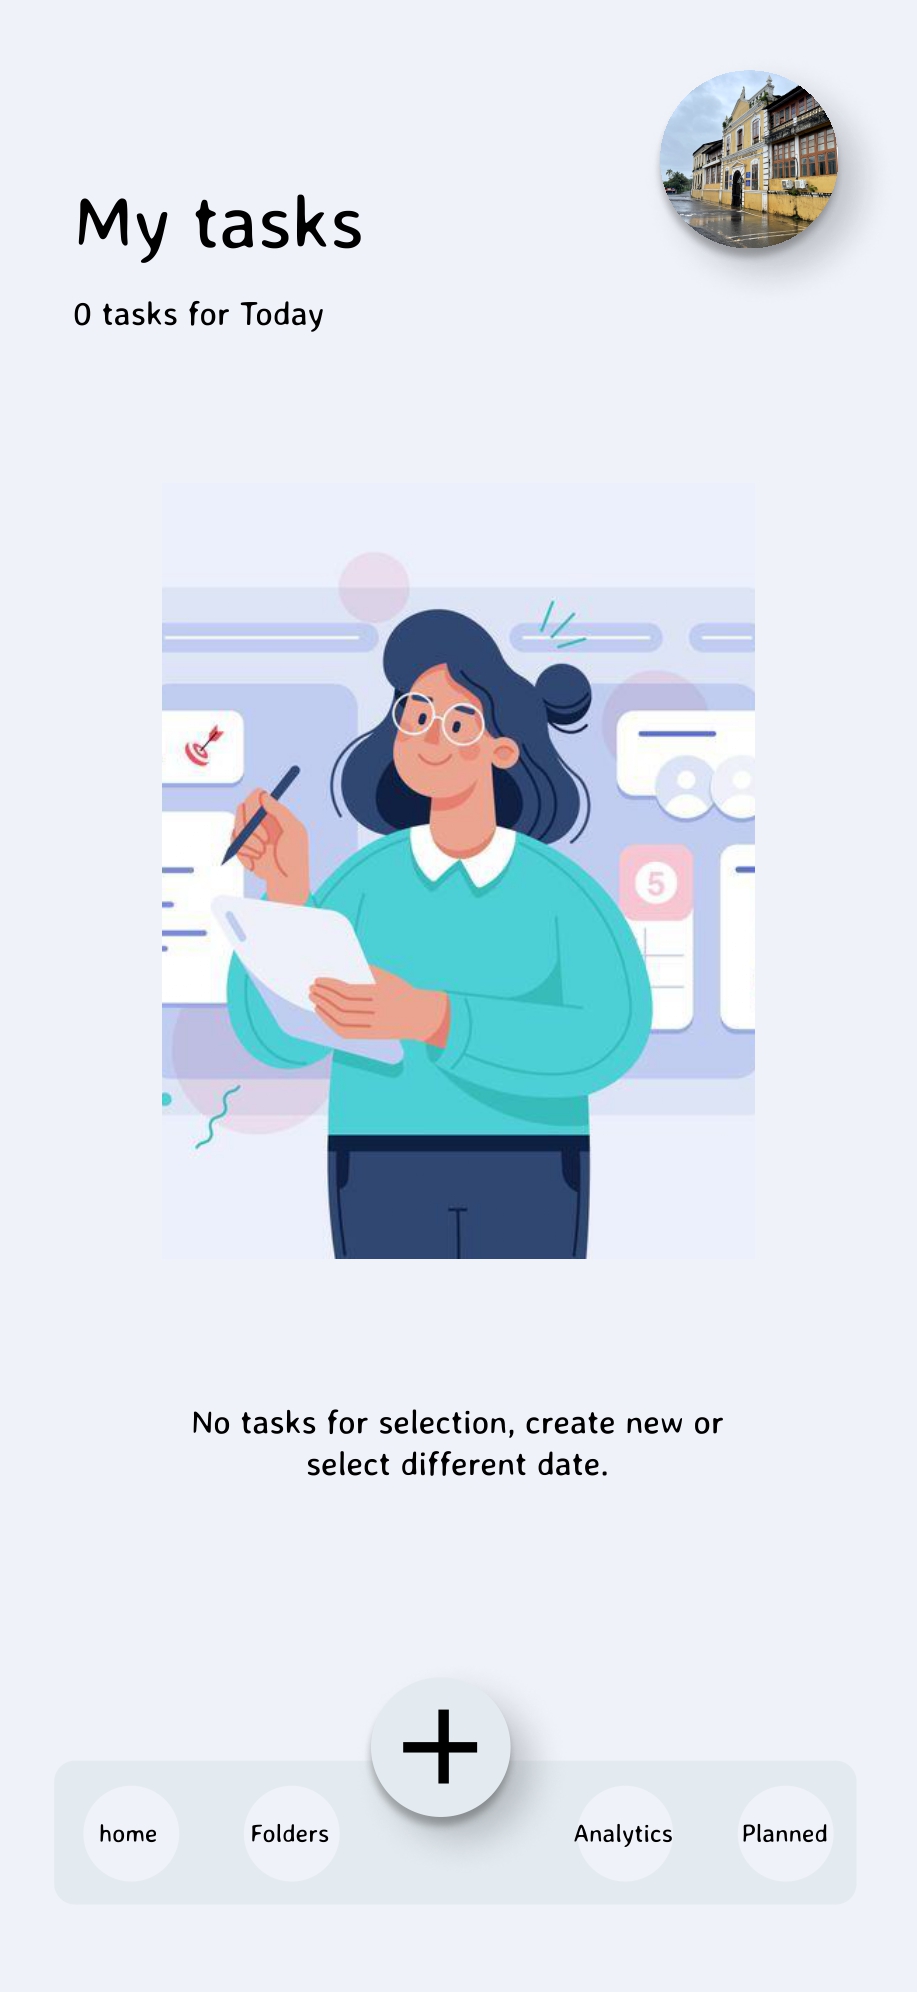 My tasks
0 tasks for Today
5
No tasks for selection, create new or
select different date.
home
Folders
Analytics
Planned